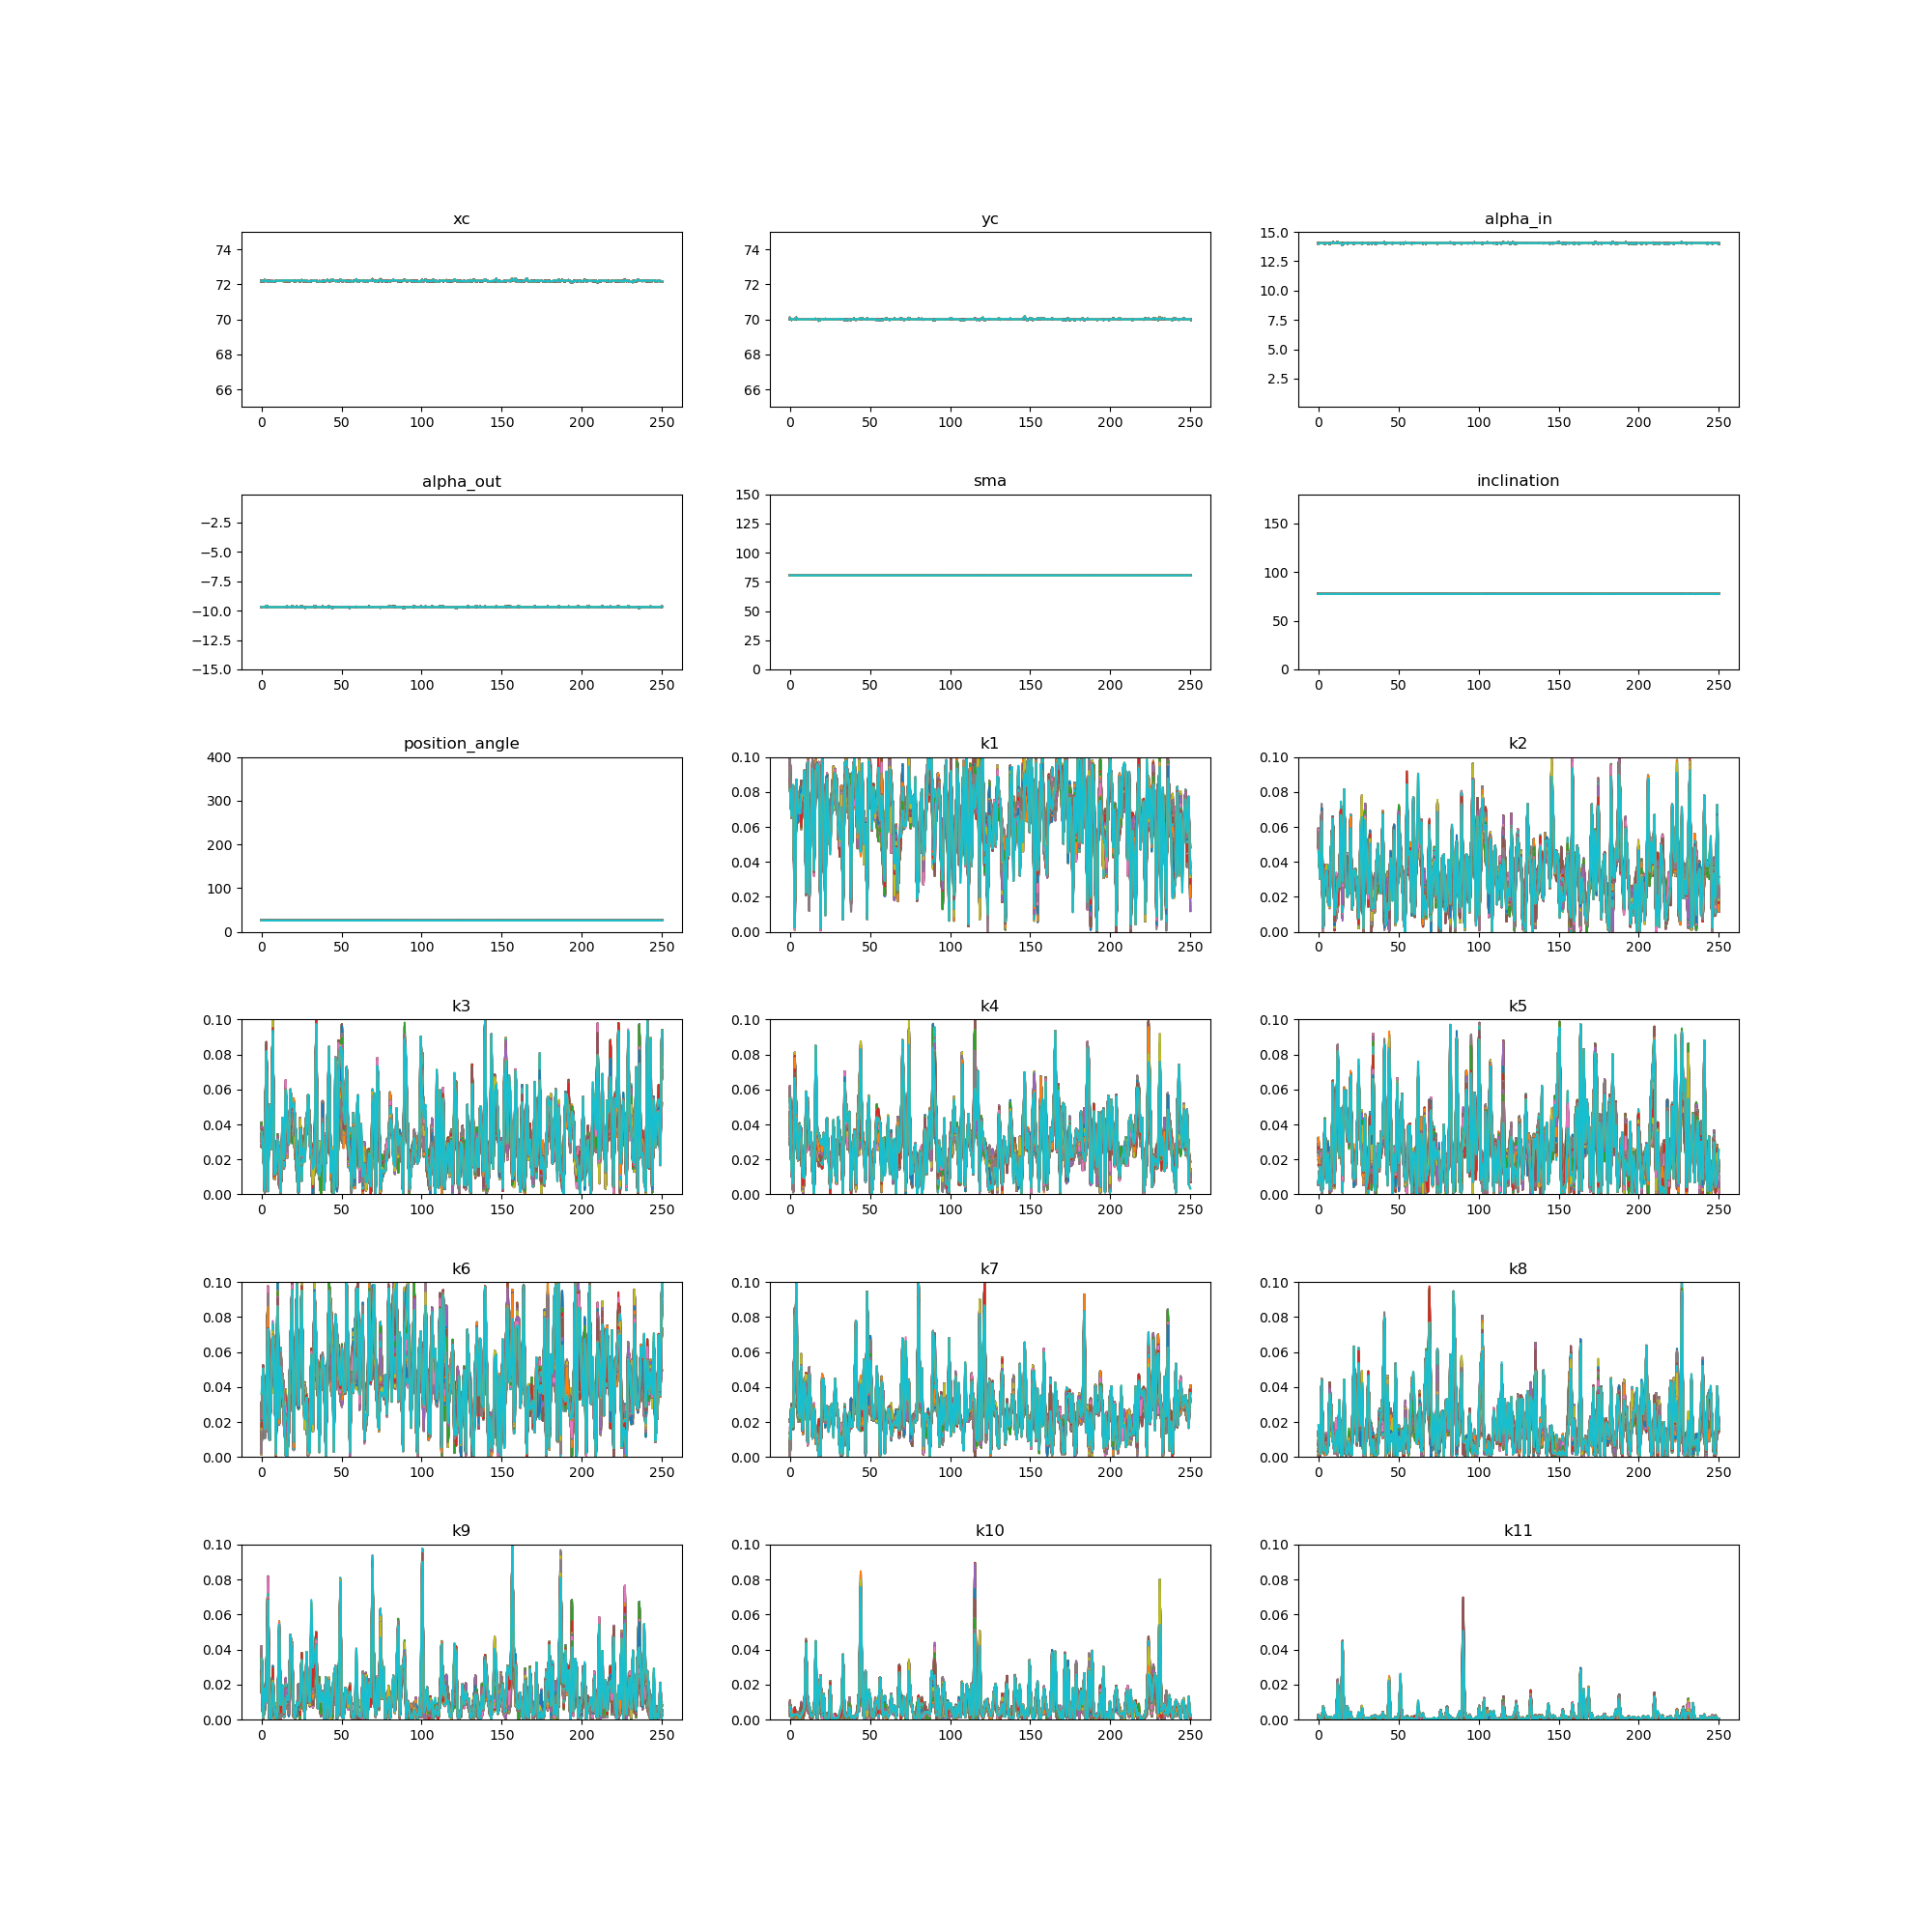 xc yc alpha_in
74 74 15.0
72 72 12.5
70 70 10.0
68 68 7.5
66 66 5.0
2.5
0 50 100 150 200 250 0 50 100 150 200 250 0 50 100 150 200 250
alpha_out sma inclination
−2.5 150 150
−5.0 125 100
−7.5 100 50
−10.0 75 0
−12.5 50
−15.0 25
0
0 50 100 150 200 250 0 50 100 150 200 250 0 50 100 150 200 250
position_angle k1 k2
400 0.10 0.10
300 0.08 0.08
200 0.06 0.06
100 0.04 0.04
0 0.02 0.02
0.00 0.00
0 50 100 150 200 250 0 50 100 150 200 250 0 50 100 150 200 250
k3 k4 k5
0.10 0.10 0.10
0.08 0.08 0.08
0.06 0.06 0.06
0.04 0.04 0.04
0.02 0.02 0.02
0.00 0.00 0.00
0 50 100 150 200 250 0 50 100 150 200 250 0 50 100 150 200 250
k6 k7 k8
0.10 0.10 0.10
0.08 0.08 0.08
0.06 0.06 0.06
0.04 0.04 0.04
0.02 0.02 0.02
0.00 0.00 0.00
0 50 100 150 200 250 0 50 100 150 200 250 0 50 100 150 200 250
k9 k10 k11
0.10 0.10 0.10
0.08 0.08 0.08
0.06 0.06 0.06
0.04 0.04 0.04
0.02 0.02 0.02
0.00 0.00 0.00
0 50 100 150 200 250 0 50 100 150 200 250 0 50 100 150 200 250